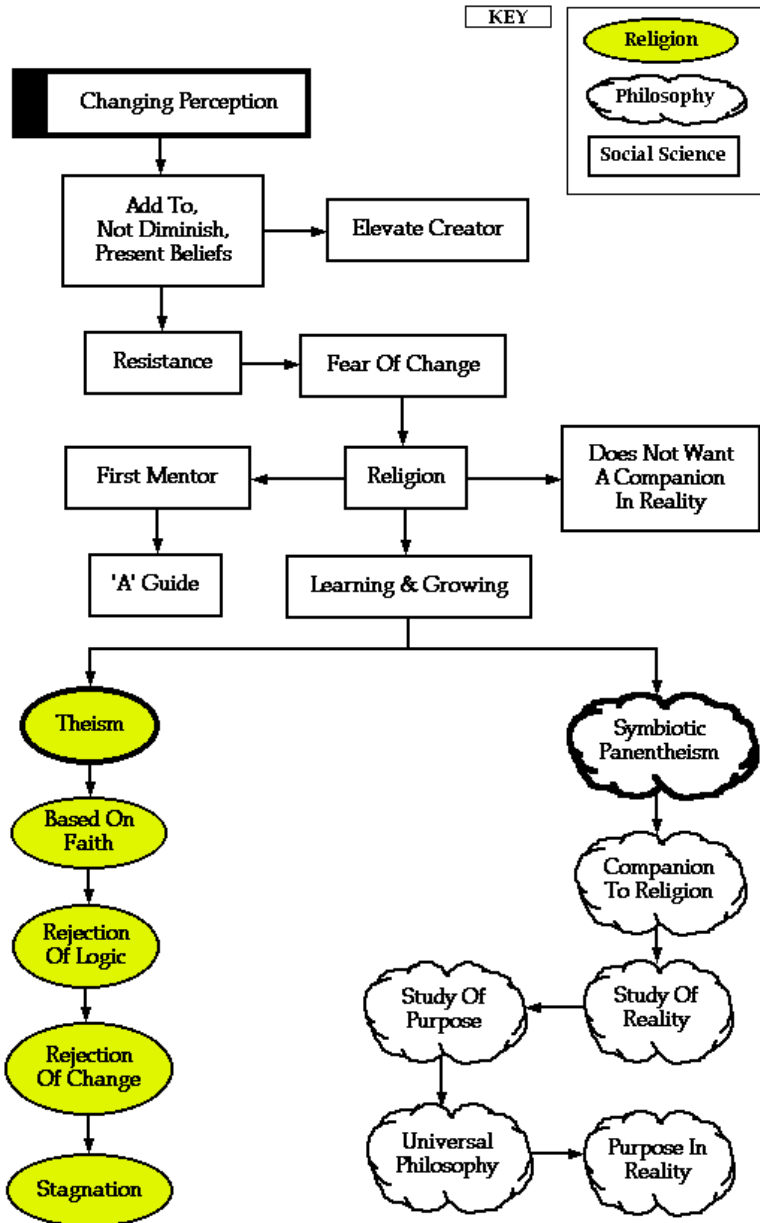 KEY
Religion
Philosophy
Social Science
Changing Perception
Add To,
Not Diminish,
Present Beliefs
Elevate Creator
Resistance
Fear Of Change
First Mentor
Religion
Does Not Want
A Companion
In Reality
'A' Guide
Learning & Growing
Theism
Based On
Faith
Rejection
Of Logic
Rejection
Of Change
Stagnation
Symbiotic
Panentheism
Companion
To Religion
Study Of
Reality
Study Of
Purpose
Universal
Philosophy
Purpose In
Reality